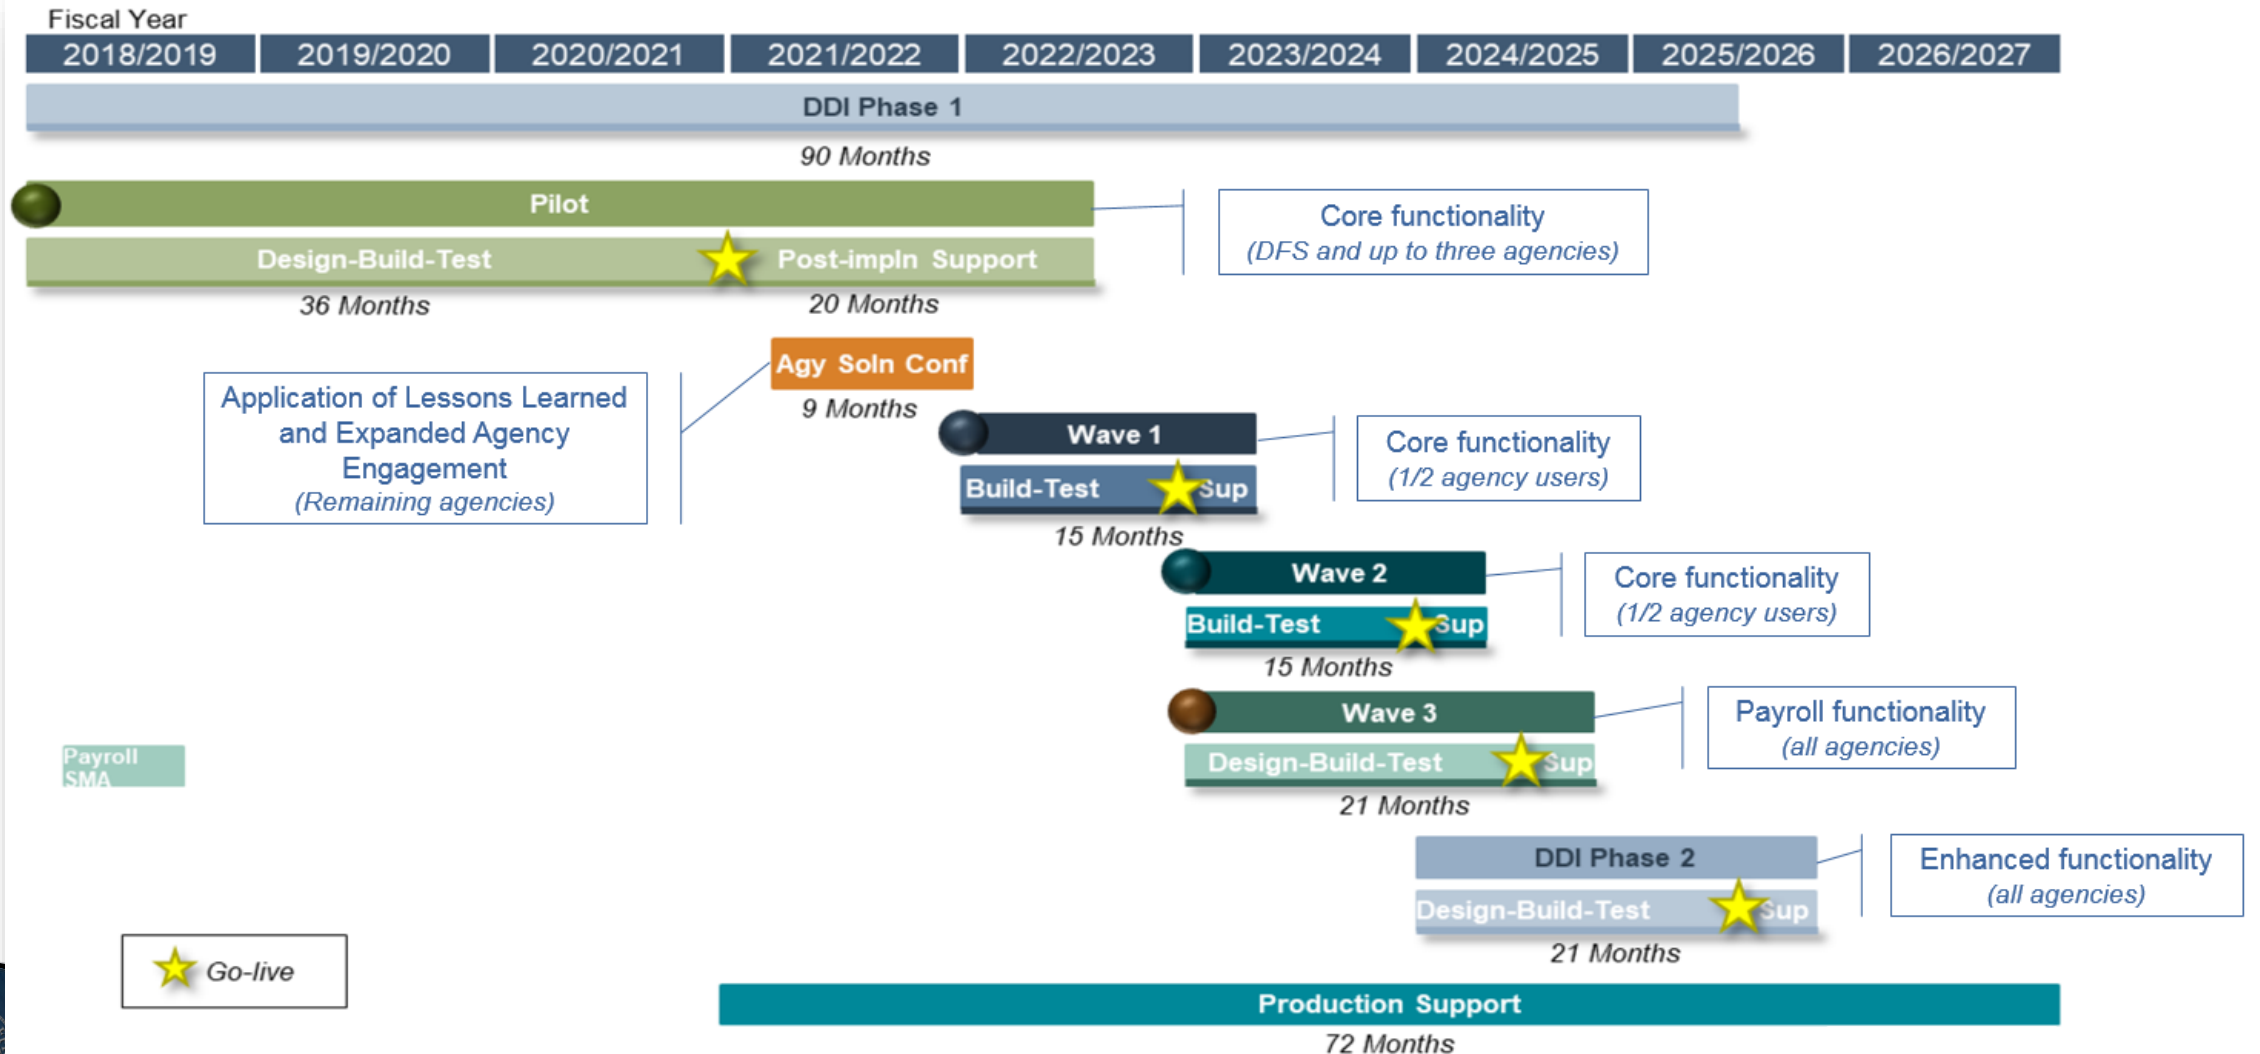 Fiscal Year
2018/2019 2019/2020 2020/2021 2021/2022 2022/2023 2023/2024 2024/2025 2025/2026 2026/2027
DDI Phase 1
90 Months
Pilot
Core functionality
(DFS and up to three agencies)
Design-Build-Test
Post-impln Support
36 Months
20 Months
Agy Soln Conf
9 Months
Application of Lessons Learned
and Expanded Agency
Engagement
(Remaining agencies)
Wave 1
Core functionality
(1/2 agency users)
Build-Test
Sup
15 Months
Wave 2
Core functionality
(1/2 agency users)
Build-Test
Sup
15 Months
Wave 3
Payroll functionality
(all agencies)
Payroll
SMA
Design-Build-Test
Sup
21 Months
DDI Phase 2
Enhanced functionality
(all agencies)
Design-Build-Test
Sup
21 Months
Go-live
Production Support
72 Months